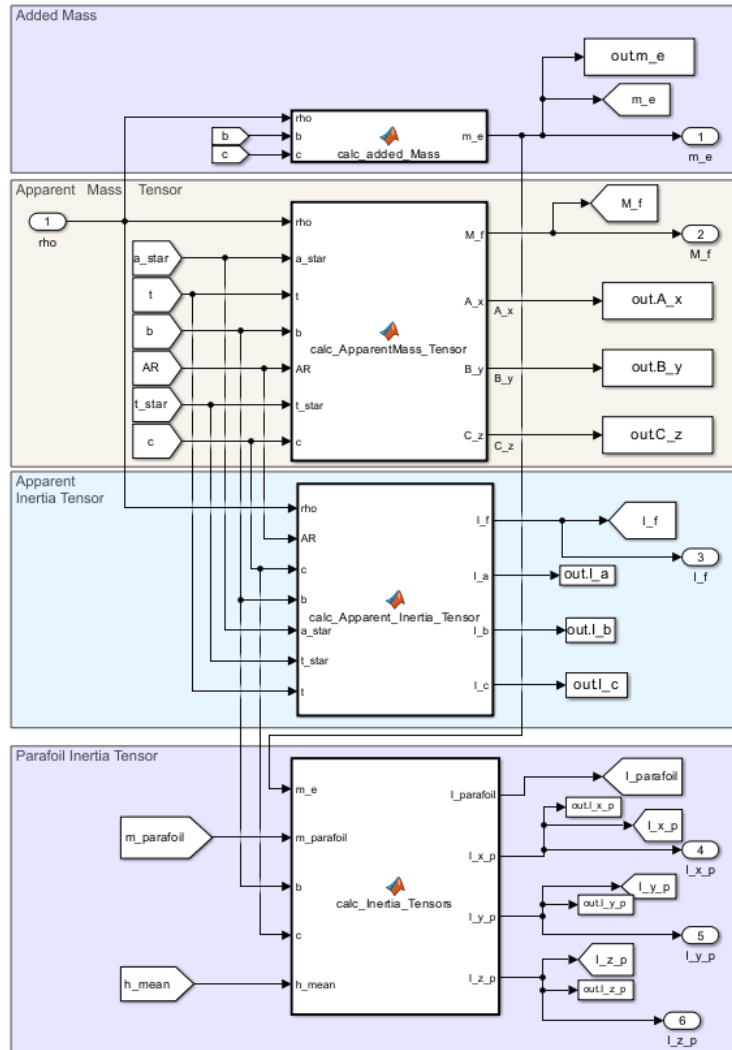 Added Mass
out.m_e
m_e
rho
b
b
c
c
m_e
calc_added_Mass
1
m_e
Apparent Mass Tensor
1
rho
rho
a_star
a_star
t
t
b
b
AR
AR
t_star
t_star
c
c
calc_ApparentMass_Tensor
M_f
M_f
2
M_f
A_x
A_x
out.A_x
B_y
B_y
out.B_y
C_z
C_z
out.C_z
Apparent
Inertia Tensor
rho
AR
c
b
a_star
t_star
t
calc_Apparent_Inertia_Tensor
I_f
I_f
3
I_f
I_a
out.I_a
I_b
out.I_b
I_c
out.I_c
Parafoil Inertia Tensor
m_e
m_parafoil
m_parafoil
b
c
h_mean
h_mean
calc_Inertia_Tensors
I_parafoil
I_parafoil
out.I_x_p
I_x_p
I_x_p
4
I_x_p
I_y_p
out.I_y_p
I_y_p
5
I_y_p
I_z_p
I_z_p
out.I_z_p
6
I_z_p